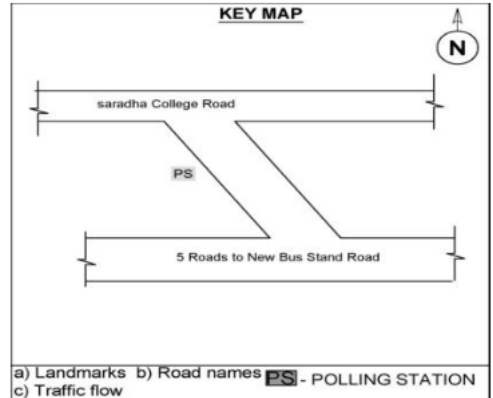 KEY MAP
N
saradha College Road
PS
5 Roads to New Bus Stand Road
a) Landmarks b) Road names PS - POLLING STATION
c) Traffic flow